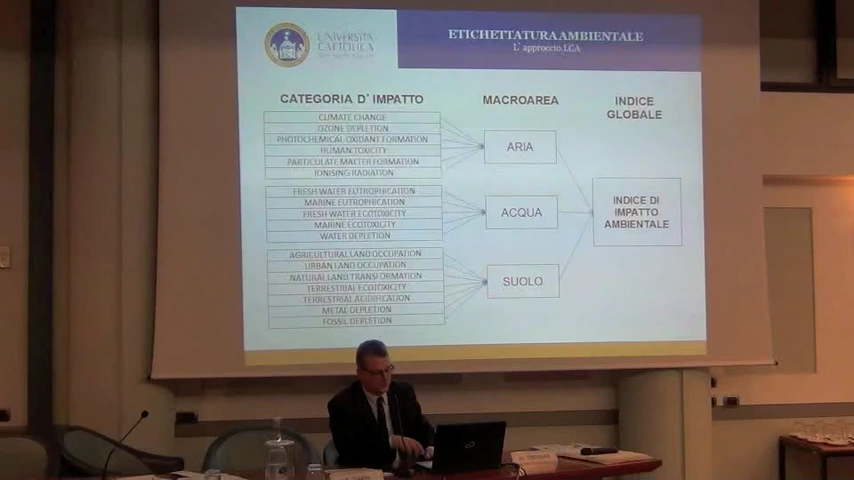 UNIVERSITÀ
CATTOLICA
ETICHETTATURA AMBIENTALE
L' approccio LCA
CATEGORIA D' IMPATTO
MACROAREA
INDICE
GLOBALE
CLIMATE CHANGE
OZONE DEPLETION
PHOTOCHEMICAL OXIDANT FORMATION
HUMAN TOXICITY
PARTICULATE MATTER FORMATION
IONISING RADIATION
ARIA
FRESH WATER EUTROPHICATION
MARINE EUTROPHICATION
FRESH WATER ECOTOXICITY
MARINE ECOTOXICITY
WATER DEPLETION
ACQUA
INDICE DI
IMPATTO
AMBIENTALE
AGRICULTURAL LAND OCCUPATION
URBAN LAND OCCUPATION
NATURAL LAND TRANSFORMATION
TERRESTRIAL ECOTOXICITY
TERRESTRIAL ACIDIFICATION
METAL DEPLETION
FOSSIL DEPLETION
SUOLO